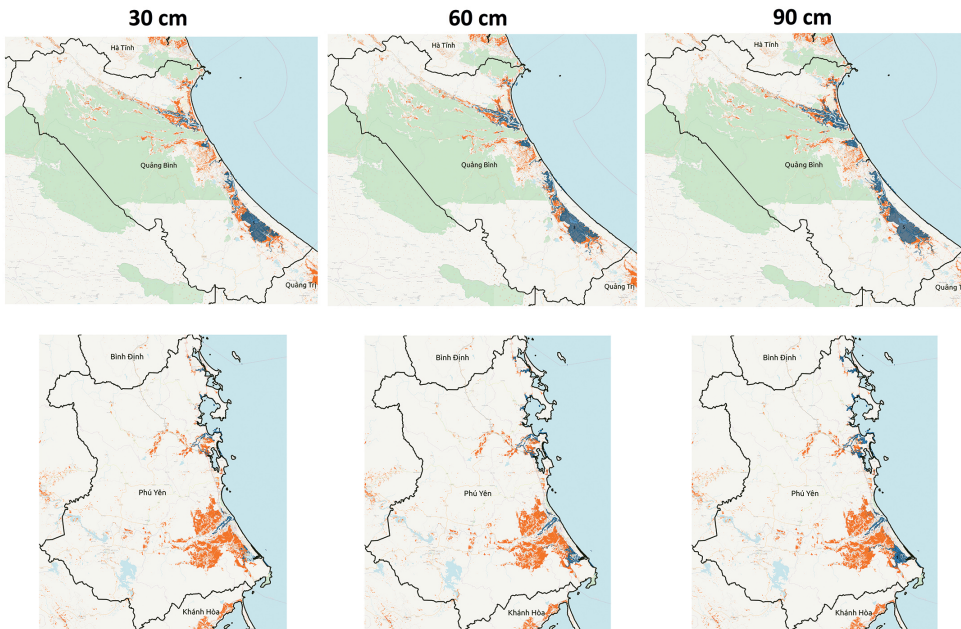 30 cm
60 cm
90 cm
Hà Tĩnh
Hà Tĩnh
Hà Tĩnh
Quảng Bình
Quảng Bình
Quảng Bình
Quảng Trị
Quảng Trị
Quảng Trị
Bình Định
Bình Định
Bình Định
Phú Yên
Phú Yên
Phú Yên
Khánh Hòa
Khánh Hòa
Khánh Hòa